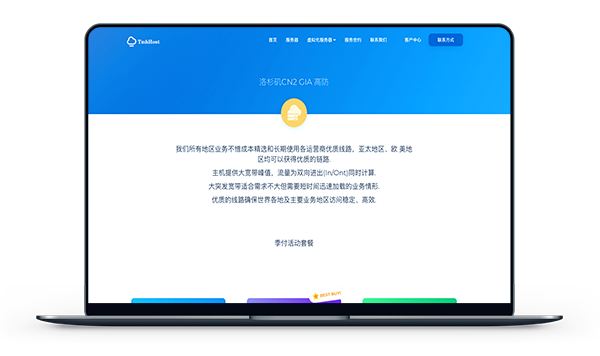 TmhHost
首页 服务器 虚拟化服务器 服务合约 联系我们 客户中心 联系方式
洛杉矶CN2 GIA 高防
我们所有地区业务不惜成本精选和长期使用各运营商优质线路，亚太地区、欧 美地
区均可以获得优质的链路.
主机提供大宽带峰值，流量为双向进出(In/Ont)同时计算.
大突发宽带适合需求不大但需要短时间迅速加载的业务情形.
优质的线路确保世界各地及主要业务地区访问稳定、高效.
季付活动套餐
BEST BUY!